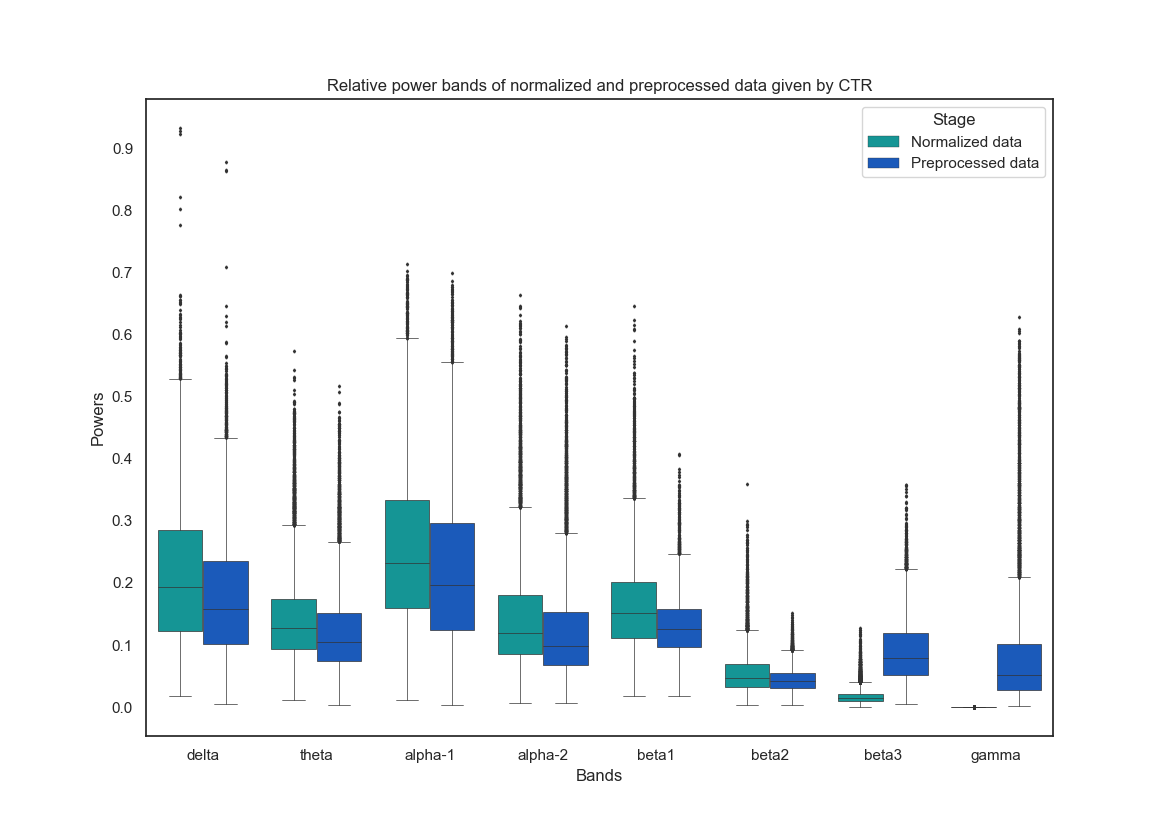 Relative power bands of normalized and preprocessed data given by CTR
Stage
Normalized data
Preprocessed data
Powers
0.9
0.8
0.7
0.6
0.5
0.4
0.3
0.2
0.1
0.0
delta theta alpha-1 alpha-2 beta1 beta2 beta3 gamma
Bands